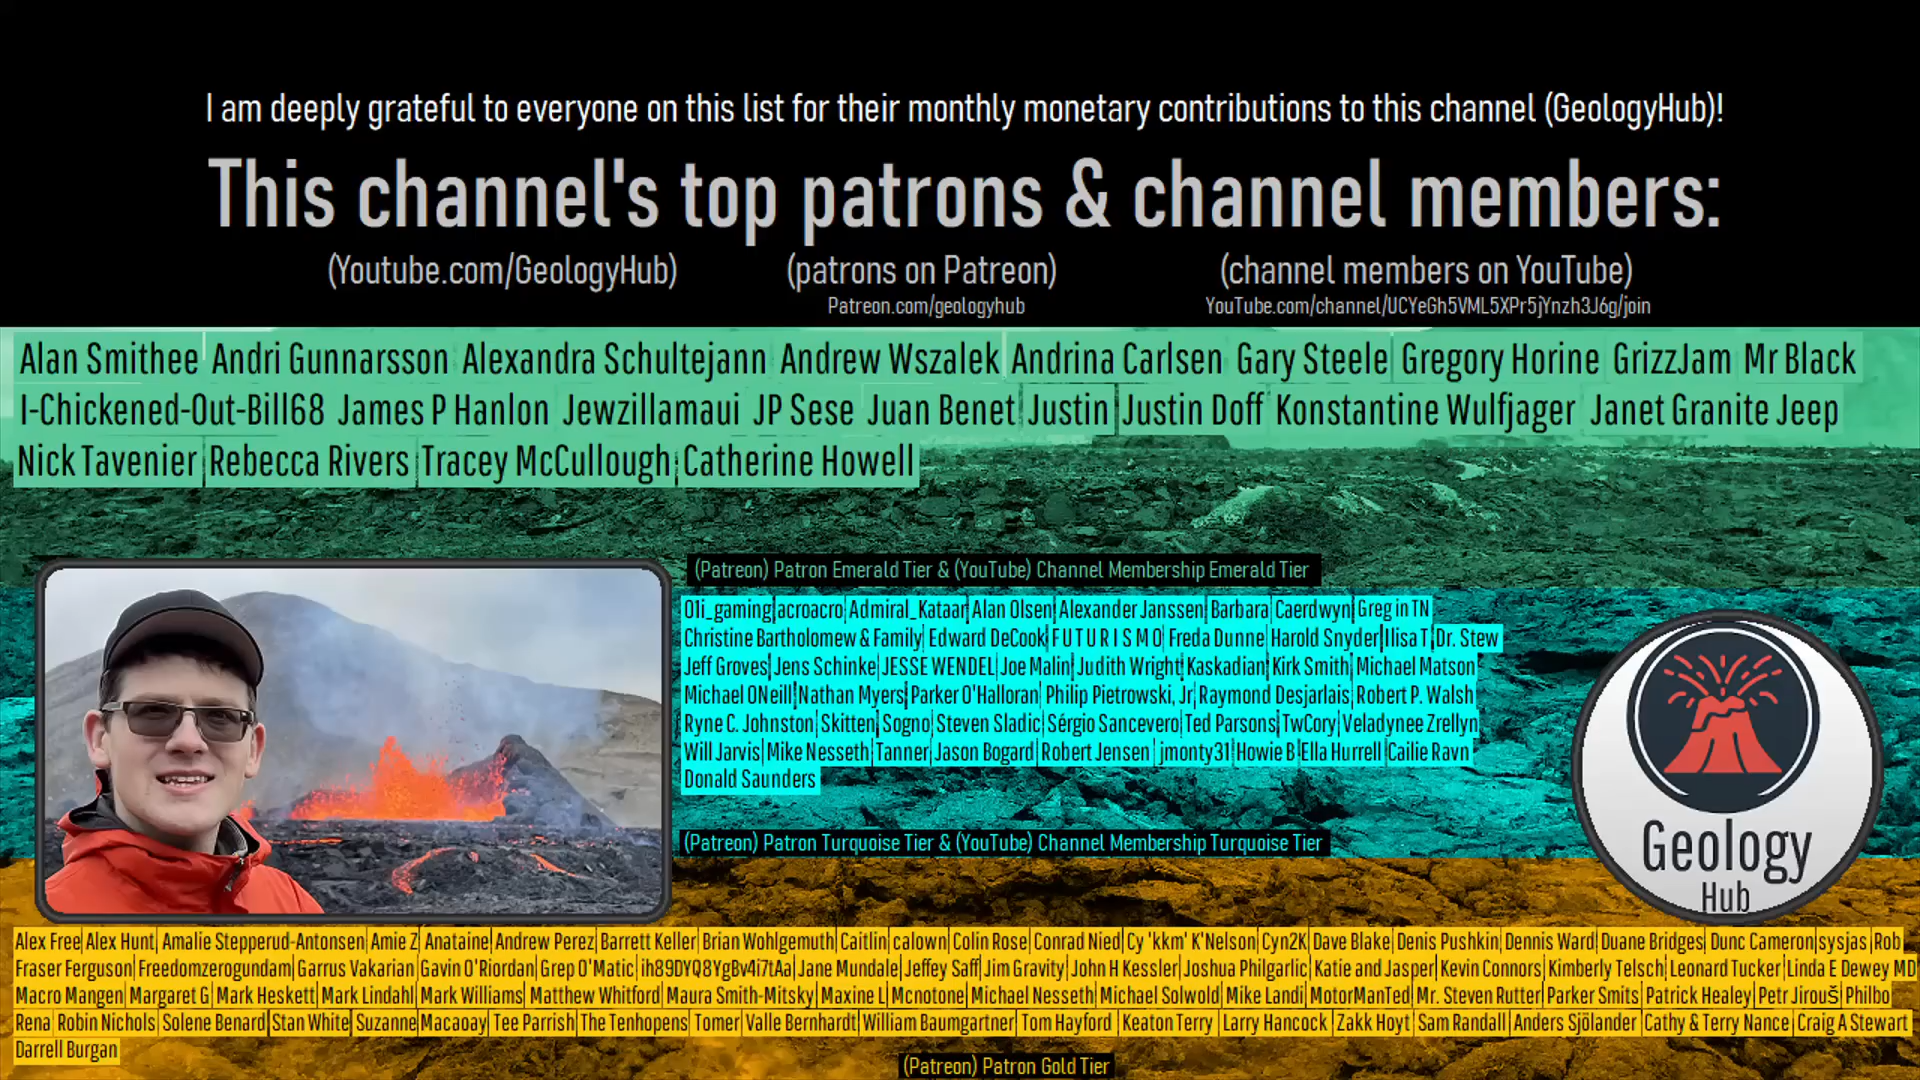 I am deeply grateful to everyone on this list for their monthly monetary contributions to this channel (GeologyHub)!
This channel's top patrons & channel members:
(Youtube.com/GeologyHub) (patrons on Patreon) (channel members on YouTube)
Patreon.com/geologyhub YouTube.com/channel/UCYeGh5VML5XPr5jYnzh3J6g/join
Alan Smithee Andri Gunnarsson Alexandra Schultejann Andrew Wszalek Andrina Carlsen Gary Steele Gregory Horine GrizzJam Mr Black
I-Chickened-Out-Bill68 James P Hanlon Jewzillamaui JP Sese Juan Benet Justin Justin Doff Konstantine Wulfjager Janet Granite Jeep
Nick Tavenier Rebecca Rivers Tracey McCullough Catherine Howell
(Patreon) Patron Emerald Tier & (YouTube) Channel Membership Emerald Tier
01i_gaming acroacro Admiral_Kataar Alan Olsen Alexander Janssen Barbara Caerdwyn Greg in TN
Christine Bartholomew & Family Edward DeCook F U T U R I S M O Freda Dunne Harold Snyder Ilisa T Dr. Stew
Jeff Groves Jens Schinke JESSE WENDEL Joe Malin Judith Wright Kaskadian Kirk Smith Michael Matson
Michael ONeill Nathan Myers Parker O'Halloran Philip Pietrowski, Jr Raymond Desjarlais Robert P. Walsh
Ryne C. Johnston Skitten Sogno Steven Sladic Sérgio Sancevero Ted Parsons TwCory Veladynee Zrellyn
Will Jarvis Mike Nesseth Tanner Jason Bogard Robert Jensen jmonty31 Howie B Ella Hurrell Cailie Ravn
Donald Saunders
(Patreon) Patron Turquoise Tier & (YouTube) Channel Membership Turquoise Tier
Geology
Hub
Alex Free Alex Hunt Amalie Stepperud-Antonsen Amie Z Anataine Andrew Perez Barrett Keller Brian Wohlgemuth Caitlin calown Colin Rose Conrad Nied Cy 'kkm' K'Nelson Cyn2K Dave Blake Denis Pushkin Dennis Ward Duane Bridges Dunc Cameron sysjas Rob
Fraser Ferguson Freedomzerogundam Garrus Vakarian Gavin O'Riordan Grep O'Matic ih89DYQ8YgBv4i7tAa Jane Mundale Jeffey Saff Jim Gravity John H Kessler Joshua Philgarlic Katie and Jasper Kevin Connors Kimberly Telsch Leonard Tucker Linda E Dewey MD
Macro Mangen Margaret G Mark Heskett Mark Lindahl Mark Williams Matthew Whitford Maura Smith-Mitsky Maxine L Mcnotone Michael Nesseth Michael Solwold Mike Landi MotorManTed Mr. Steven Rutter Parker Smits Patrick Healey Petr Jirouš Philbo
Rena Robin Nichols Solene Benard Stan White Suzanne Macaoay Tee Parrish The Tenhopens Tomer Valle Bernhardt William Baumgartner Tom Hayford Keaton Terry Larry Hancock Zakk Hoyt Sam Randall Anders Sjölander Cathy & Terry Nance Craig A Stewart
Darrell Burgan
(Patreon) Patron Gold Tier